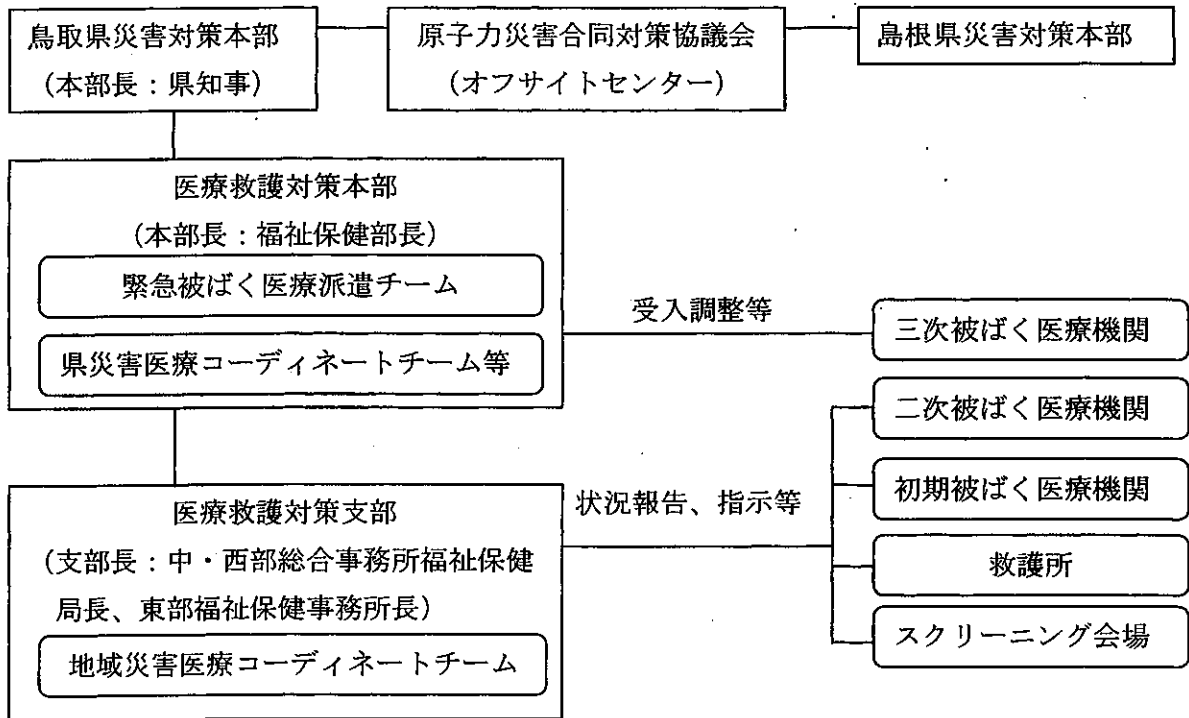 鳥取県災害対策本部
(本部長：県知事)
原子力災害合同対策協議会
(オフサイトセンター)
島根県災害対策本部
医療救護対策本部
(本部長：福祉保健部長)
緊急被ばく医療派遣チーム
県災害医療コーディネートチーム等
受入調整等
三次被ばく医療機関
二次被ばく医療機関
初期被ばく医療機関
救護所
スクリーニング会場
状況報告、指示等
医療救護対策支部
(支部長：中・西部総合事務所福祉保健
局長、東部福祉保健事務所長)
地域災害医療コーディネートチーム